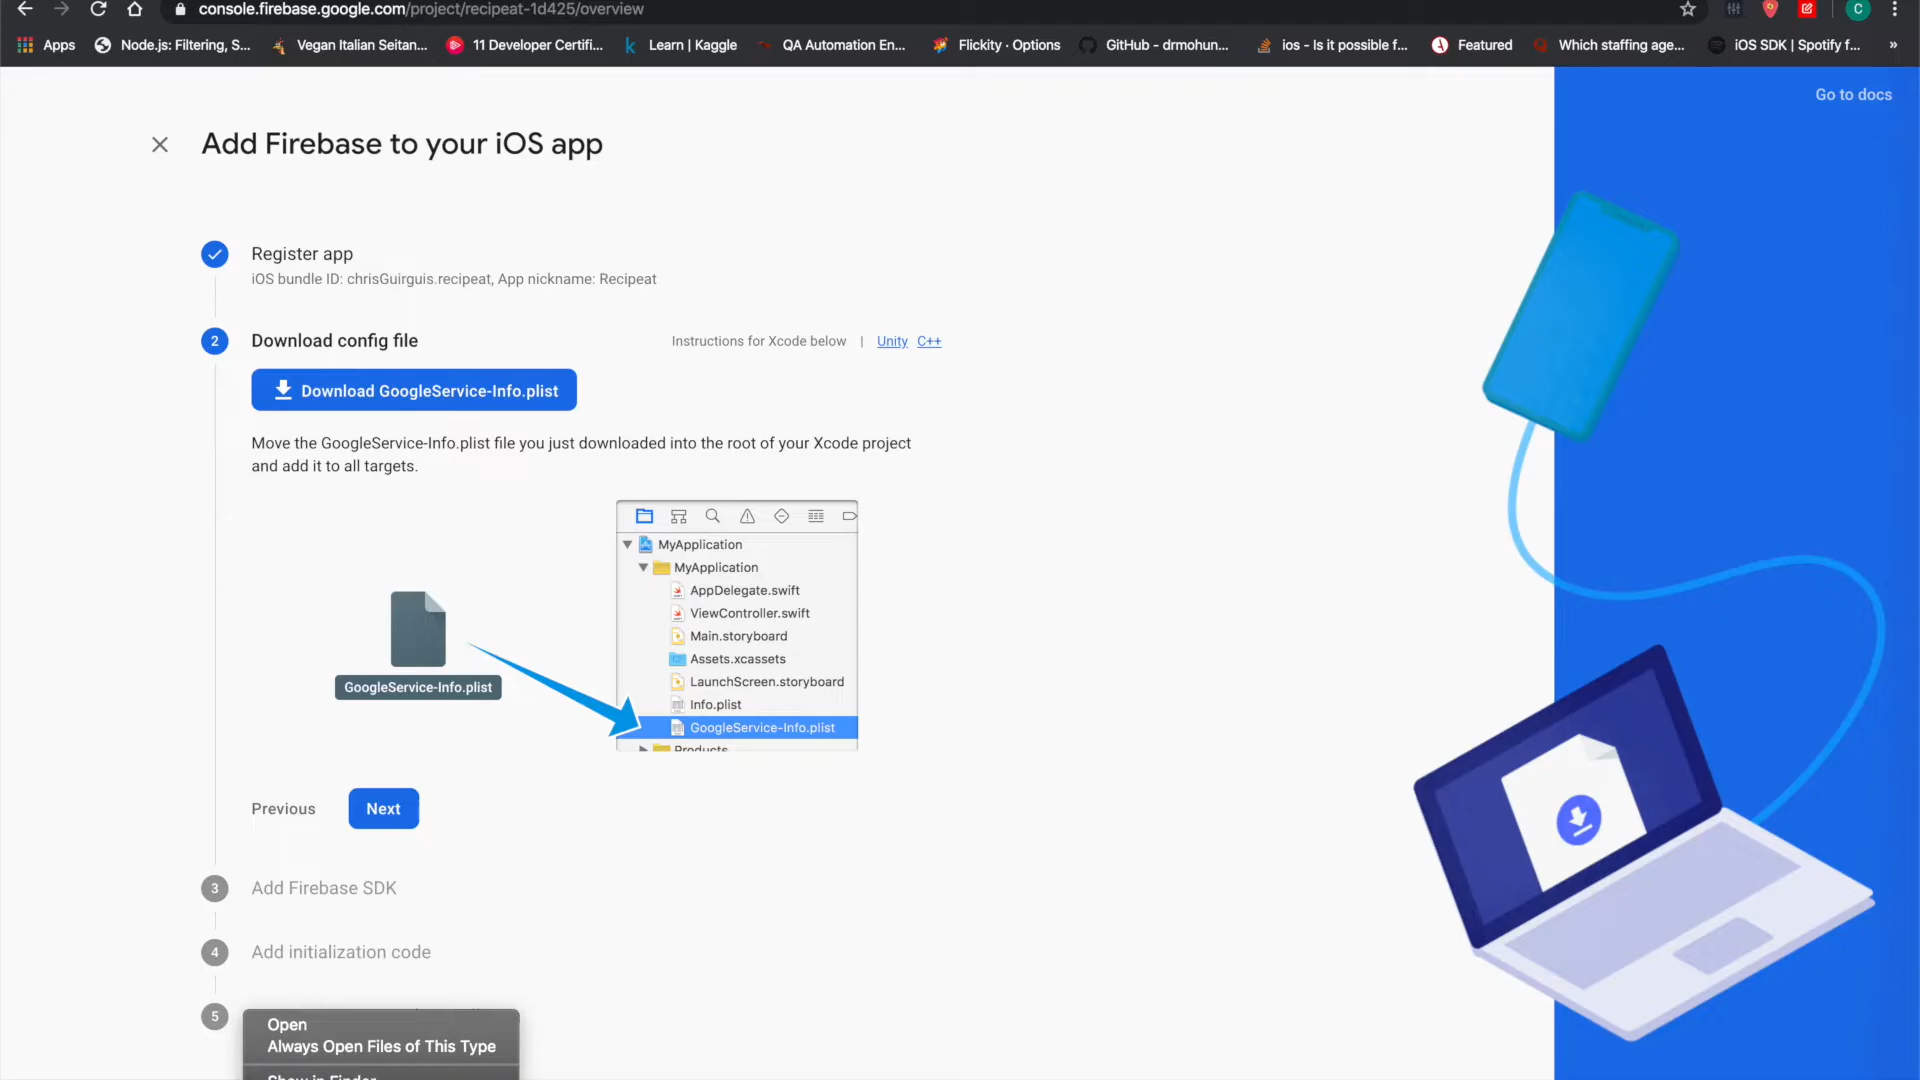 console.firebase.google.com/project/recipeat-1d425/overview
C
Apps
Node.js: Filtering, S...
Vegan Italian Seitan...
11 Developer Certifi...
Learn | Kaggle
QA Automation En...
Flickity · Options
GitHub - drmohun...
ios - Is it possible f...
Featured
Which staffing age...
iOS SDK | Spotify f...
»
Go to docs
Add Firebase to your iOS app
Register app
iOS bundle ID: chrisGuirguis.recipeat, App nickname: Recipeat
2 Download config file
Instructions for Xcode below | Unity C++
Download GoogleService-Info.plist
Move the GoogleService-Info.plist file you just downloaded into the root of your Xcode project
and add it to all targets.
MyApplication
MyApplication
AppDelegate.swift
ViewController.swift
Main.storyboard
Assets.xcassets
LaunchScreen.storyboard
Info.plist
GoogleService-Info.plist
Products
GoogleService-Info.plist
Previous
Next
3 Add Firebase SDK
4 Add initialization code
5
Open
Always Open Files of This Type
Show in Finder